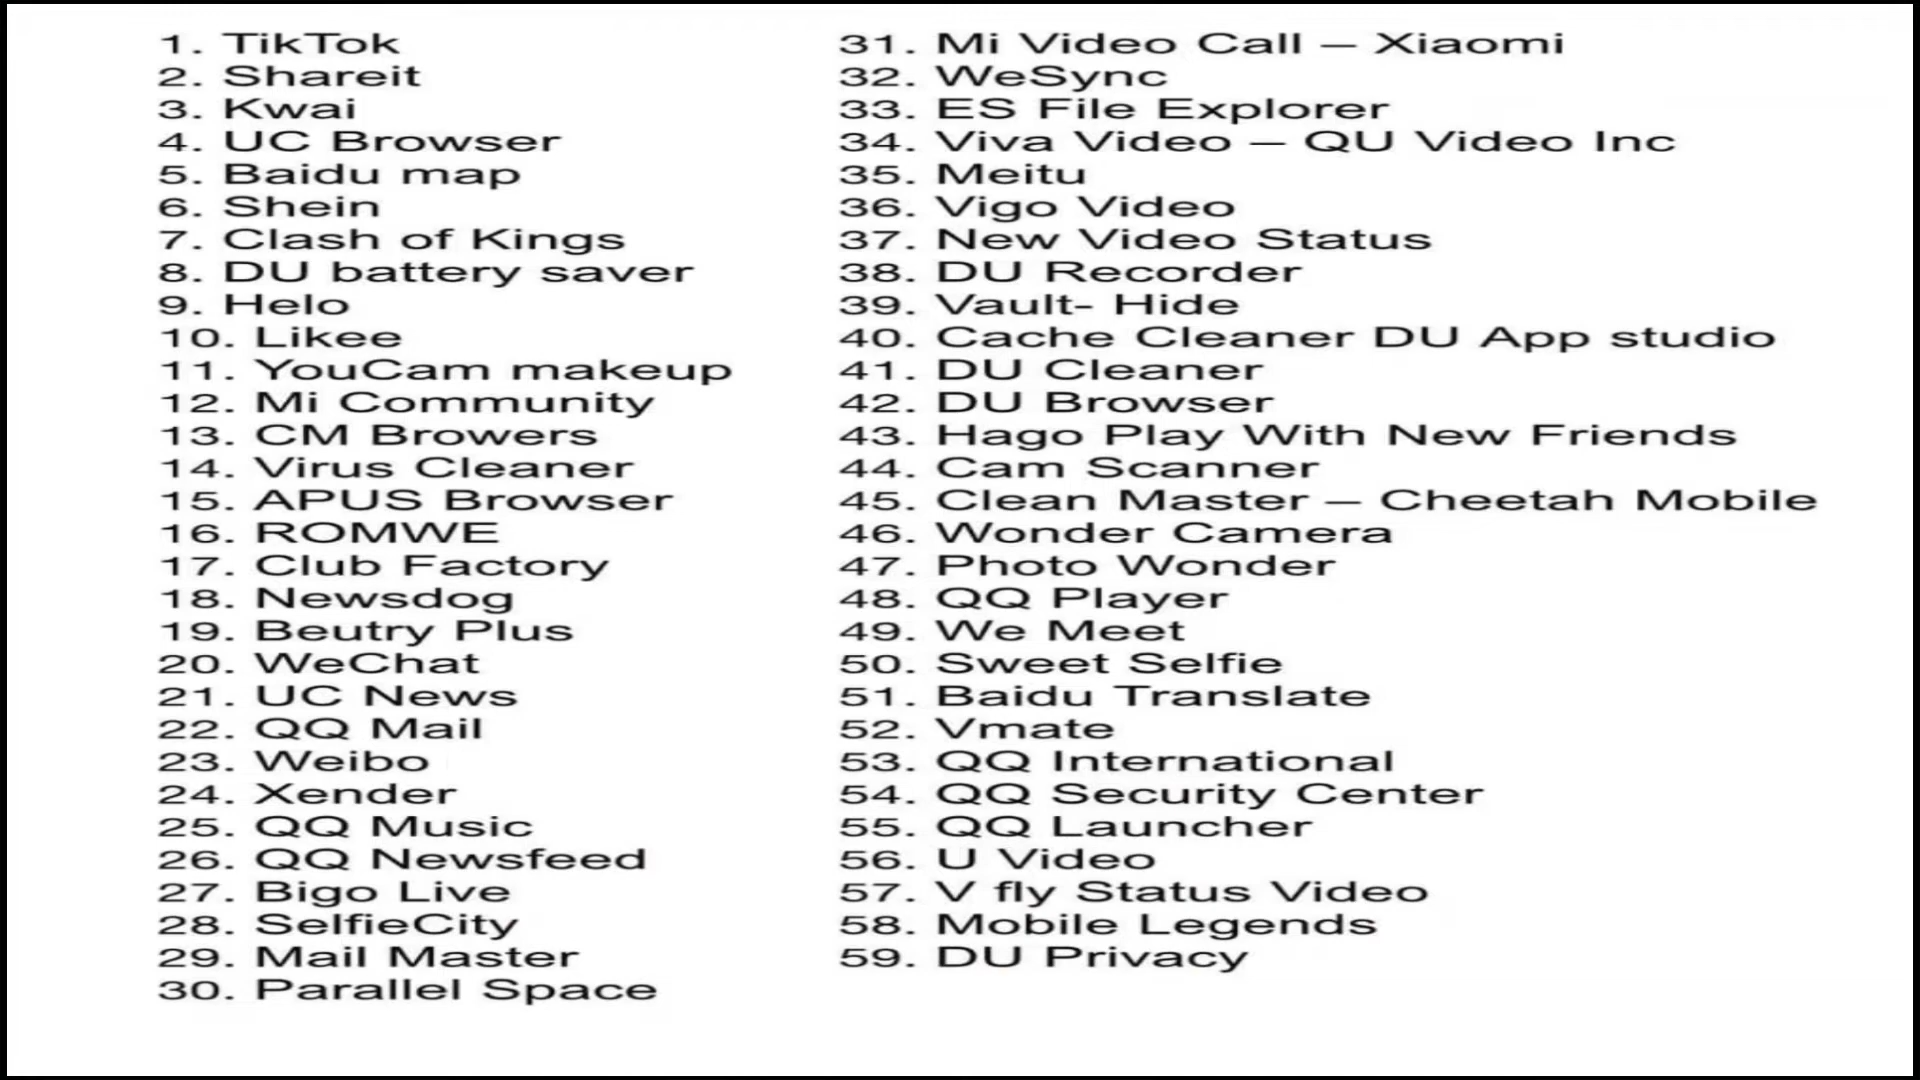 1. TikTok
2. Shareit
3. Kwai
4. UC Browser
5. Baidu map
6. Shein
7. Clash of Kings
8. DU battery saver
9. Helo
10. Likee
11. YouCam makeup
12. Mi Community
13. CM Browers
14. Virus Cleaner
15. APUS Browser
16. ROMWE
17. Club Factory
18. Newsdog
19. Beutry Plus
20. WeChat
21. UC News
22. QQ Mail
23. Weibo
24. Xender
25. QQ Music
26. QQ Newsfeed
27. Bigo Live
28. SelfieCity
29. Mail Master
30. Parallel Space
31. Mi Video Call – Xiaomi
32. WeSync
33. ES File Explorer
34. Viva Video – QU Video Inc
35. Meitu
36. Vigo Video
37. New Video Status
38. DU Recorder
39. Vault- Hide
40. Cache Cleaner DU App studio
41. DU Cleaner
42. DU Browser
43. Hago Play With New Friends
44. Cam Scanner
45. Clean Master – Cheetah Mobile
46. Wonder Camera
47. Photo Wonder
48. QQ Player
49. We Meet
50. Sweet Selfie
51. Baidu Translate
52. Vmate
53. QQ International
54. QQ Security Center
55. QQ Launcher
56. U Video
57. V fly Status Video
58. Mobile Legends
59. DU Privacy